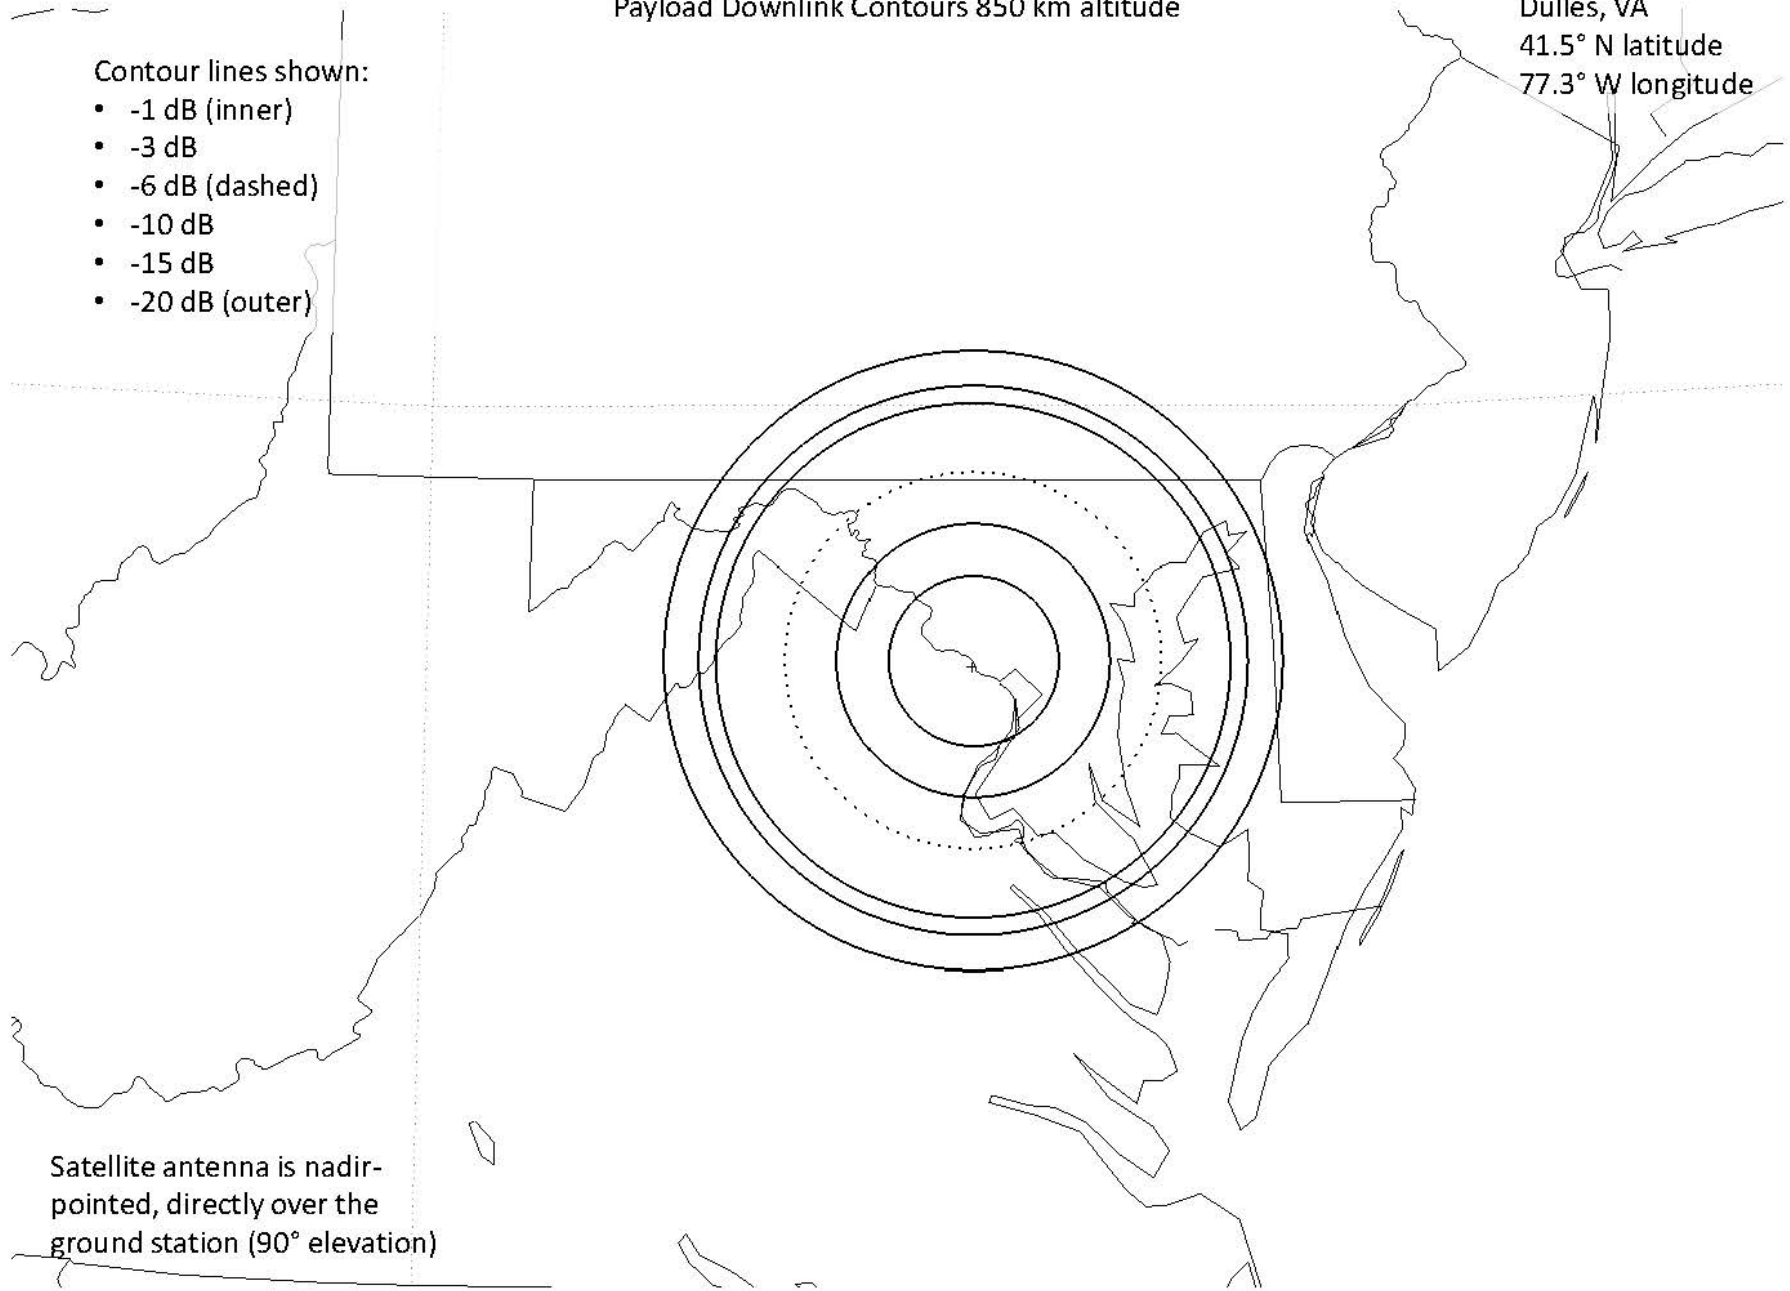 Payload Downlink Contours 850 km altitude
Dulles, VA
41.5° N latitude
77.3° W longitude
Contour lines shown:
• -1 dB (inner)
• -3 dB
• -6 dB (dashed)
• -10 dB
• -15 dB
• -20 dB (outer)
Satellite antenna is nadir-
pointed, directly over the
ground station (90° elevation)